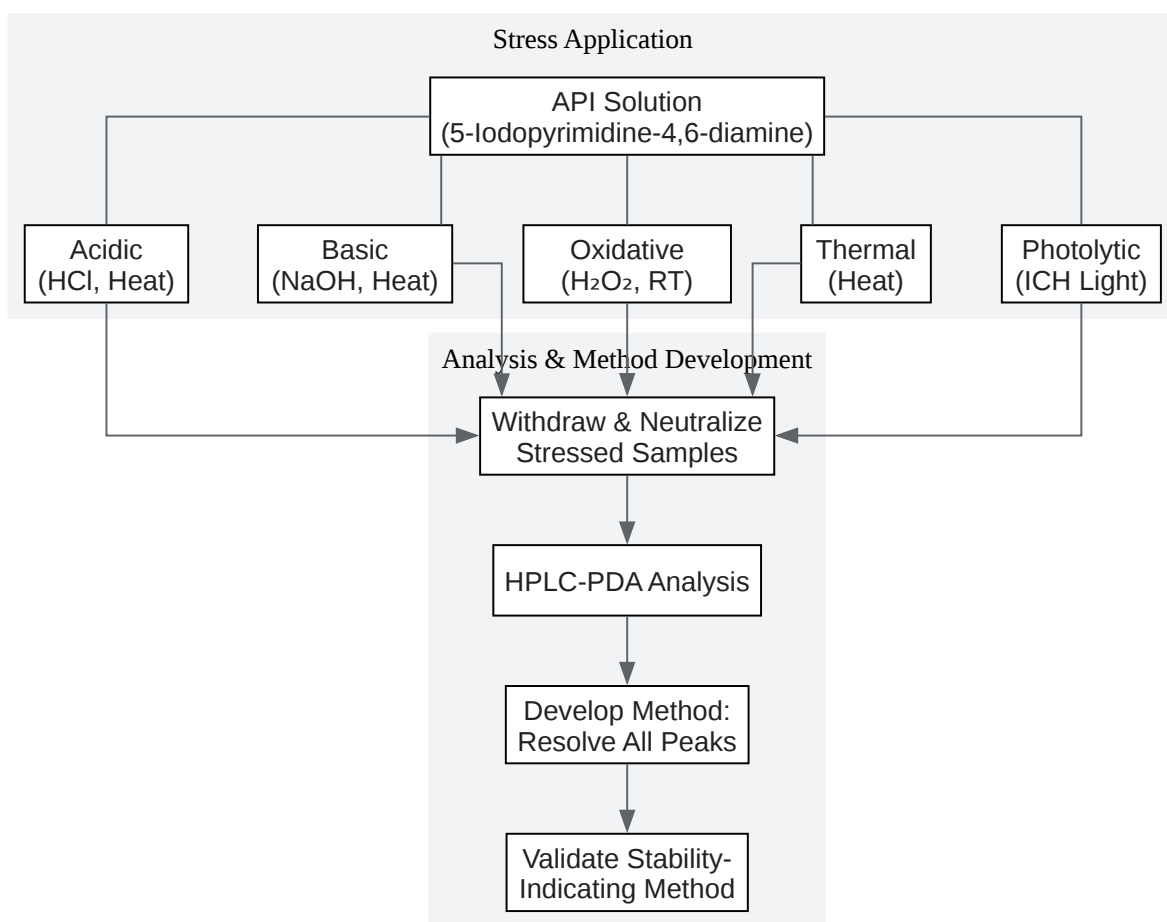 Stress Application
API Solution
(5-Iodopyrimidine-4,6-diamine)
Acidic
(HCl, Heat)
Basic
(NaOH, Heat)
Oxidative
(H₂O₂, RT)
Thermal
(Heat)
Photolytic
(ICH Light)
Analysis & Method Development
Withdraw & Neutralize
Stressed Samples
HPLC-PDA Analysis
Develop Method:
Resolve All Peaks
Validate Stability-
Indicating Method